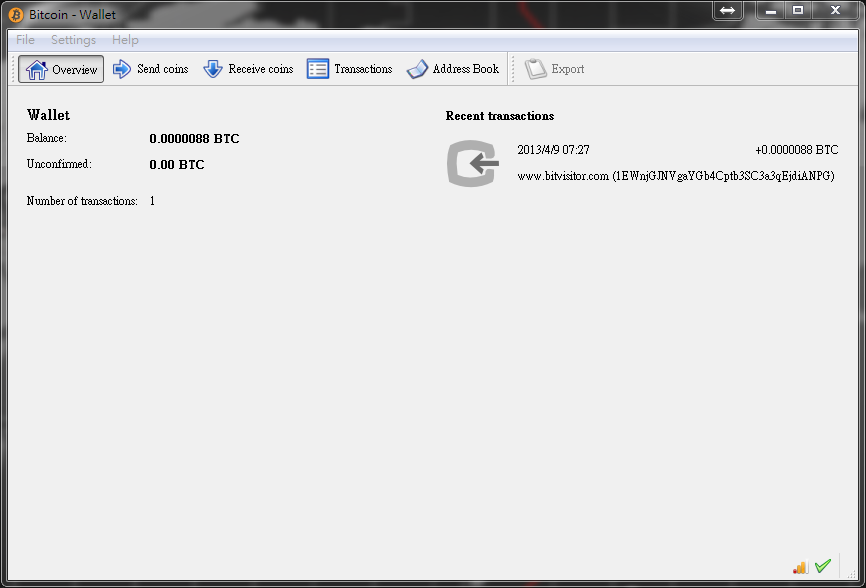 Bitcoin - Wallet
File Settings Help
Overview Send coins Receive coins Transactions Address Book Export
Wallet
Balance: 0.0000088 BTC
Unconfirmed: 0.00 BTC
Number of transactions: 1
Recent transactions
2013/4/9 07:27 +0.0000088 BTC
www.bitvisitor.com (1EWnjGJNVgaYGb4Cptb3SC3a3qEjdiANPG)